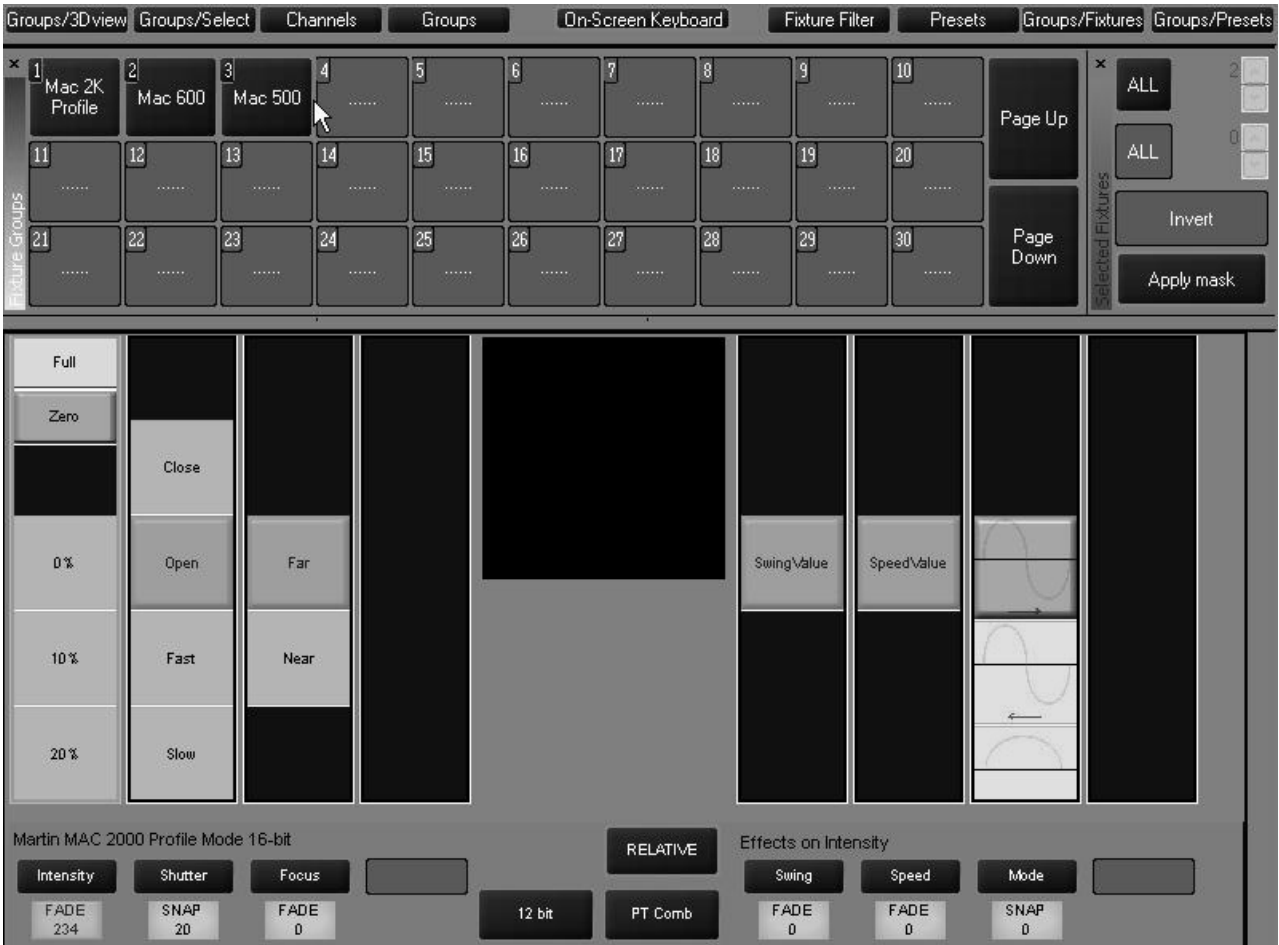 Groups/3Dview Groups/Select Channels Groups On-Screen Keyboard Fixture Filter Presets Groups/Fixtures Groups/Presets
× Fixture Groups
1 Mac 2K Profile
2 Mac 600
3 Mac 500
4 ......
5 ......
6 ......
7 ......
8 ......
9 ......
10 ......
Page Up
11 ......
12 ......
13 ......
14 ......
15 ......
16 ......
17 ......
18 ......
19 ......
20 ......
21 ......
22 ......
23 ......
24 ......
25 ......
26 ......
27 ......
28 ......
29 ......
30 ......
Page Down
× Selected Fixtures
ALL 2
ALL 0
Invert
Apply mask
Full
Zero
0%
10%
20%
Close
Open
Fast
Slow
Far
Near
SwingValue
SpeedValue
Martin MAC 2000 Profile Mode 16-bit
Intensity Shutter Focus
FADE 234
SNAP 20
FADE 0
RELATIVE
12 bit
PT Comb
Effects on Intensity
Swing Speed Mode
FADE 0
FADE 0
SNAP 0